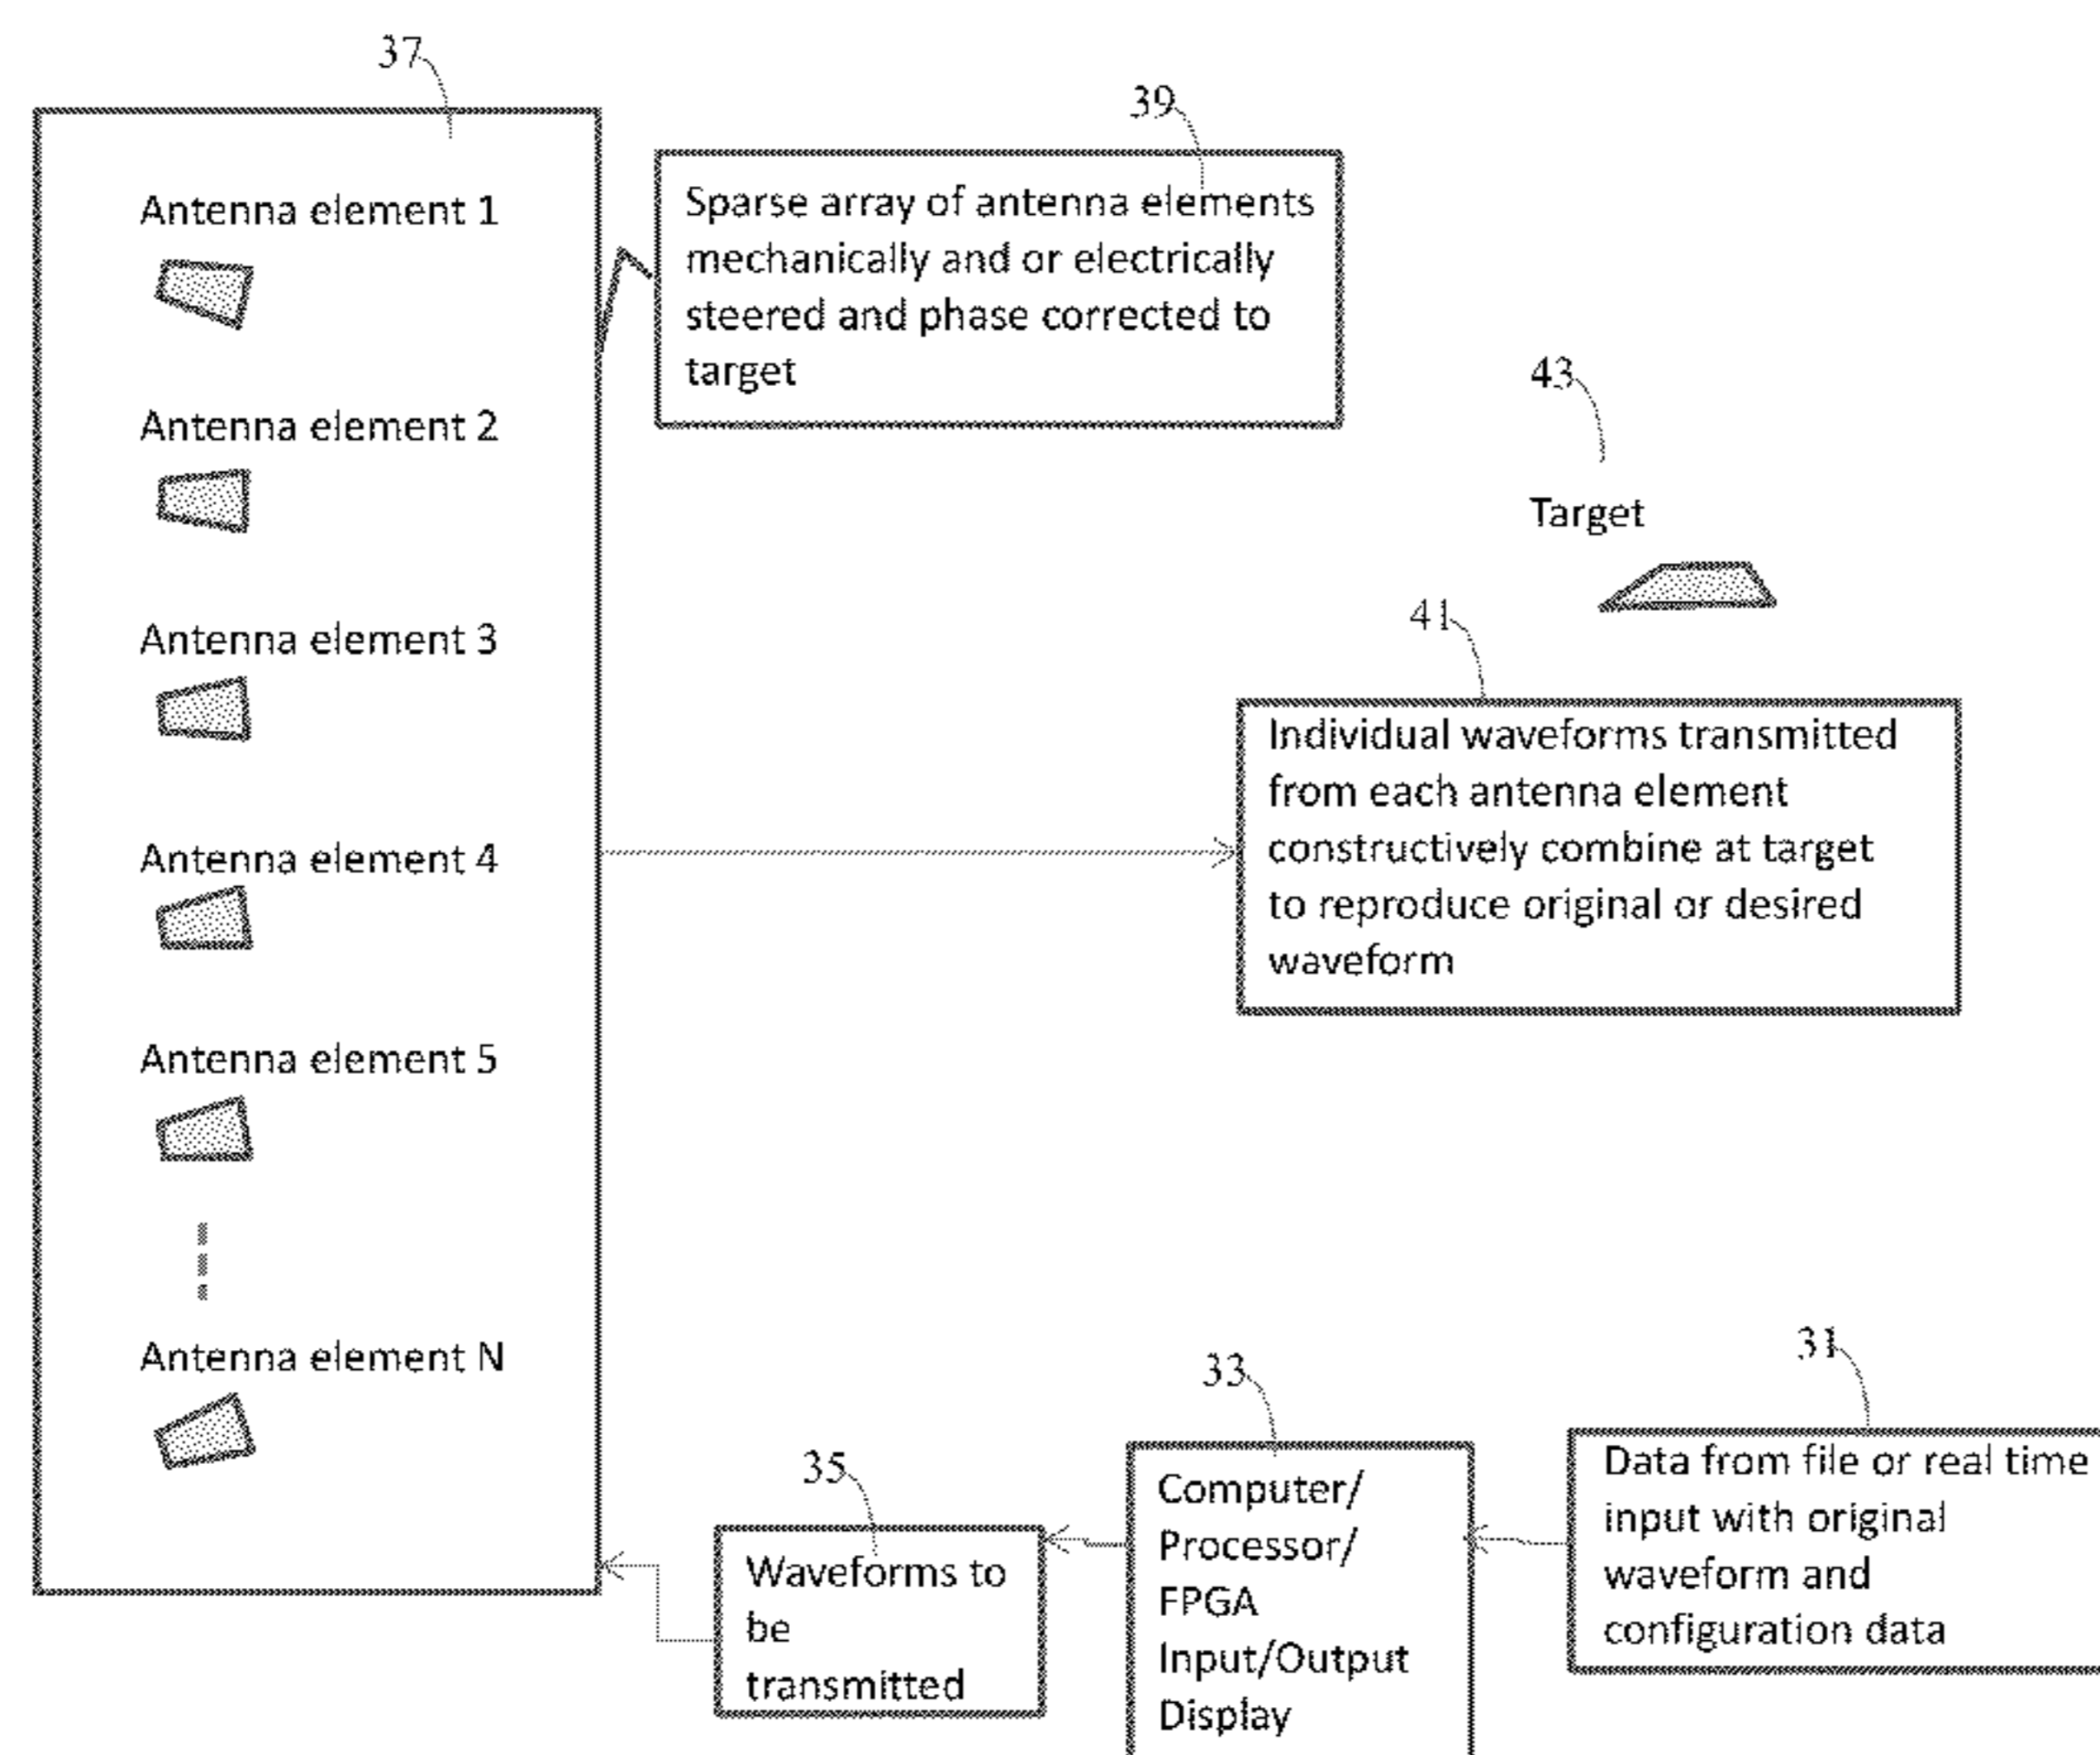 37
Antenna element 1
Antenna element 2
Antenna element 3
Antenna element 4
Antenna element 5
Antenna element N
39
Sparse array of antenna elements
mechanically and or electrically
steered and phase corrected to
target
43
Target
41
Individual waveforms transmitted
from each antenna element
constructively combine at target
to reproduce original or desired
waveform
35
Waveforms to
be
transmitted
33
Computer/
Processor/
FPGA
Input/Output
Display
31
Data from file or real time
input with original
waveform and
configuration data